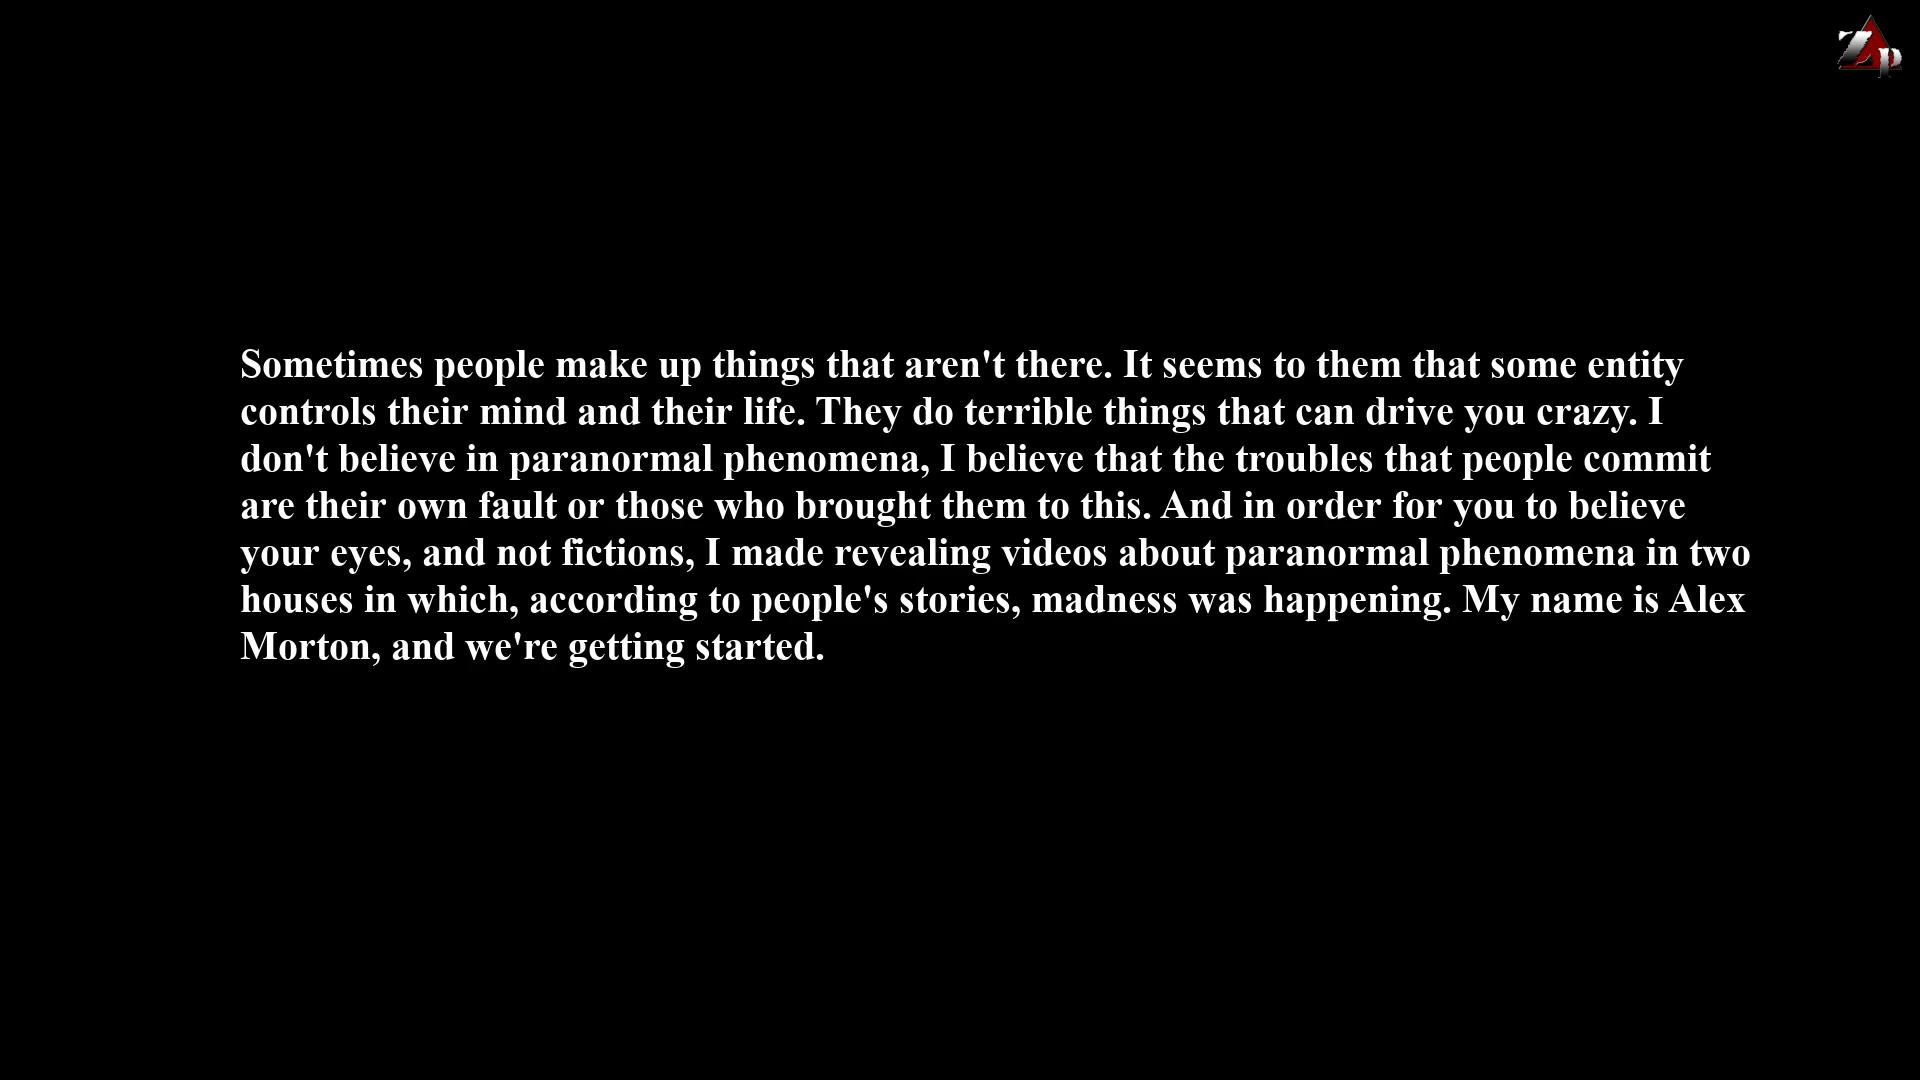 Zp
Sometimes people make up things that aren't there. It seems to them that some entity
controls their mind and their life. They do terrible things that can drive you crazy. I
don't believe in paranormal phenomena, I believe that the troubles that people commit
are their own fault or those who brought them to this. And in order for you to believe
your eyes, and not fictions, I made revealing videos about paranormal phenomena in two
houses in which, according to people's stories, madness was happening. My name is Alex
Morton, and we're getting started.